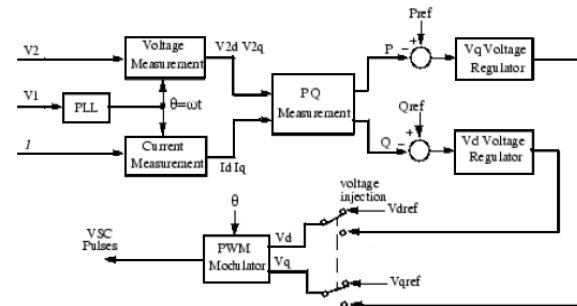 Pref
V2
Voltage
Measurement
V2d V2q
P
−
+
Vq Voltage
Regulator
V1
PLL
θ=ωt
PQ
Measurement
Qref
I
Current
Measurement
Id Iq
Q
−
+
Vd Voltage
Regulator
voltage
injection
θ
Vdref
VSC
Pulses
PWM
Modulator
Vd
Vq
Vqref